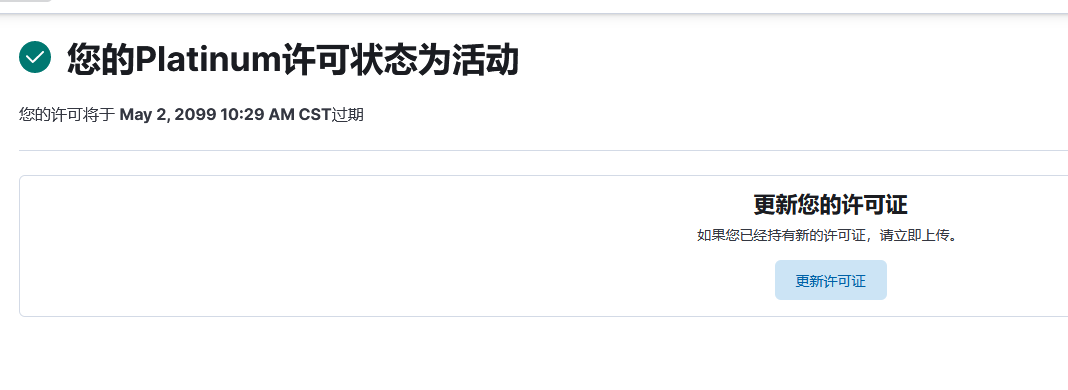 您的Platinum许可状态为活动
您的许可将于 May 2, 2099 10:29 AM CST过期
更新您的许可证
如果您已经持有新的许可证，请立即上传。
更新许可证